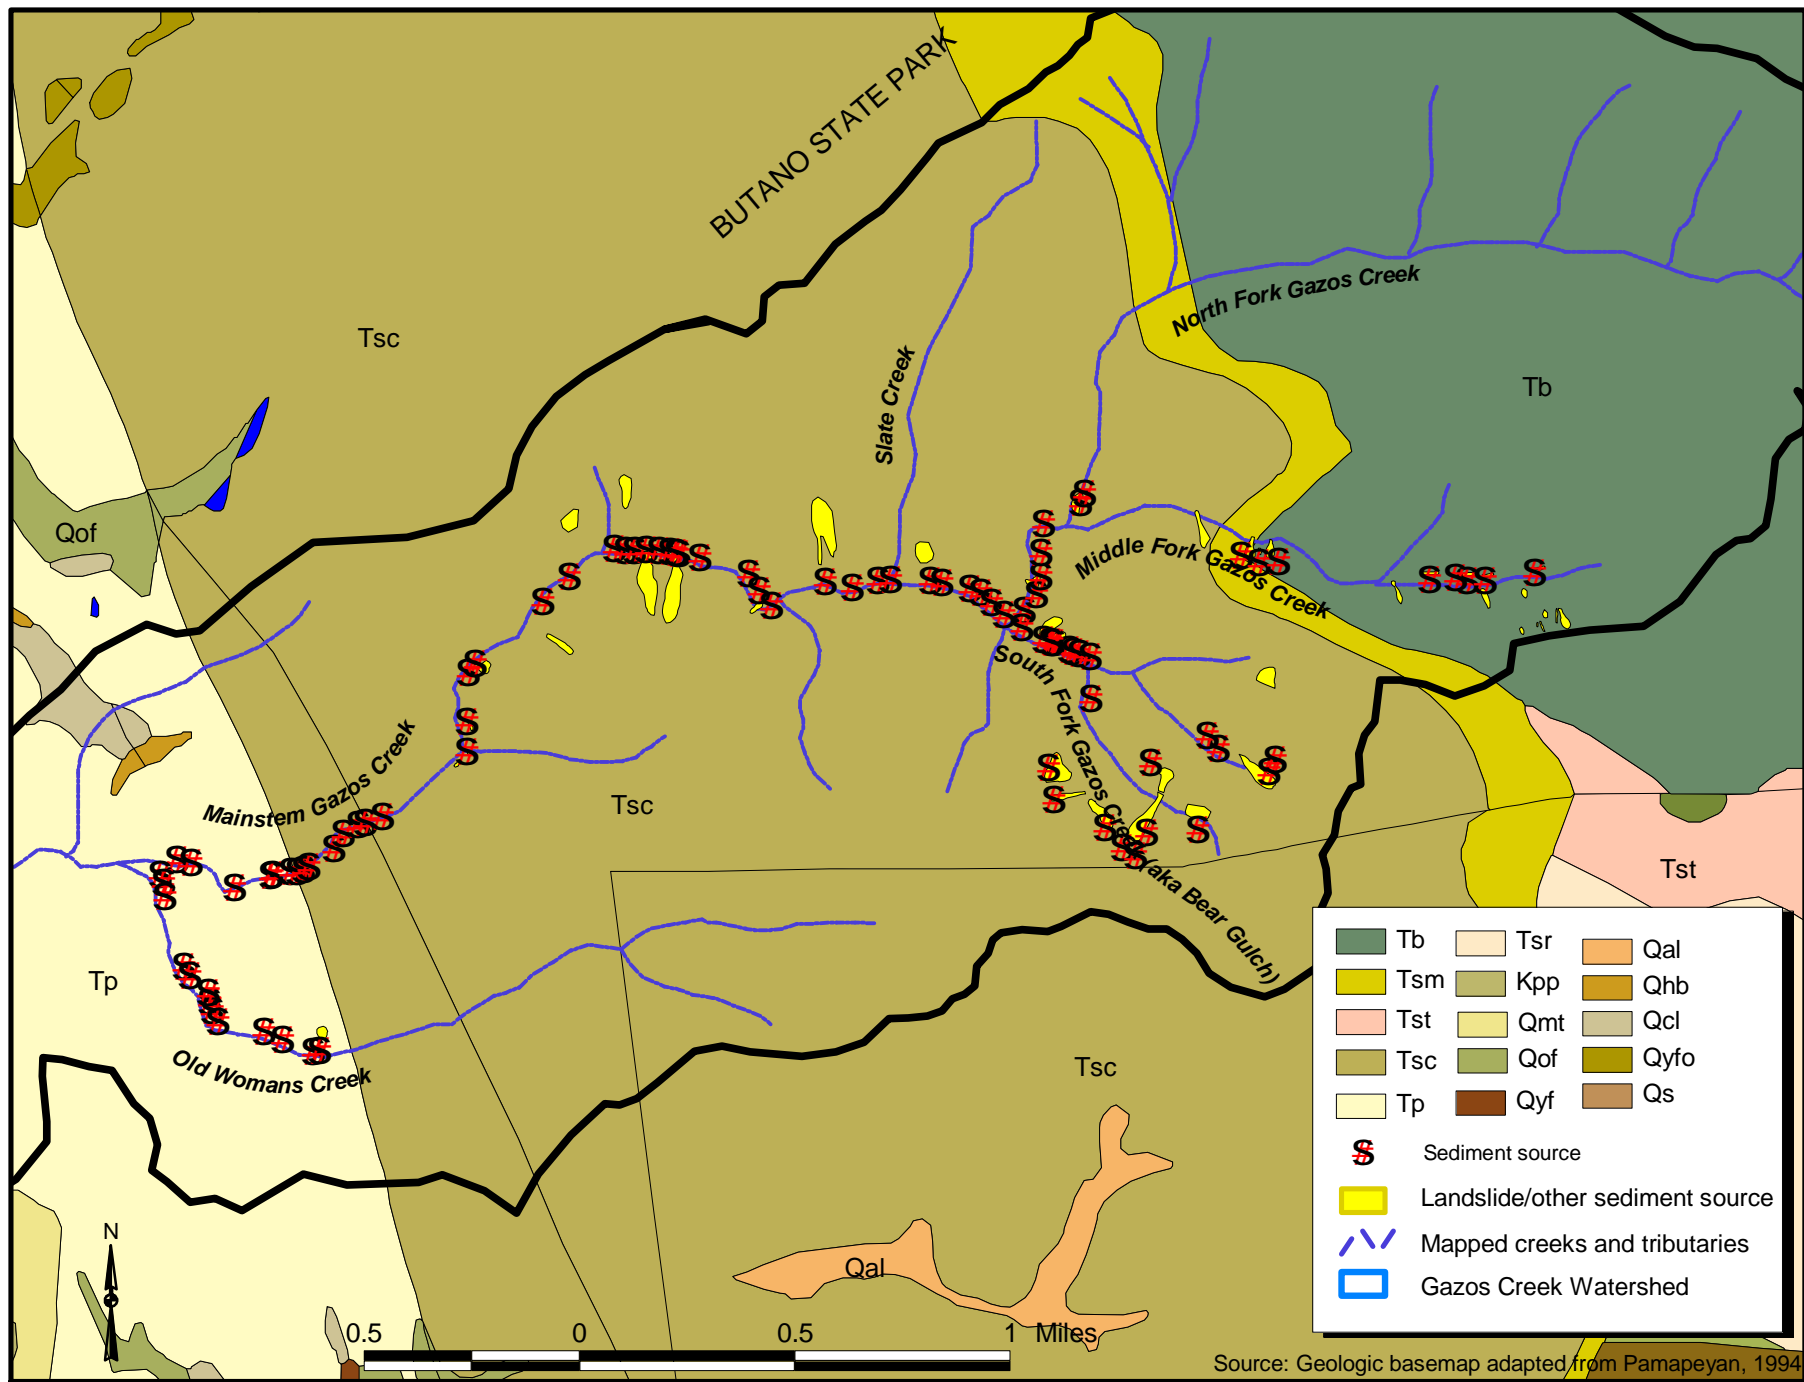 BUTANO STATE PARK
North Fork Gazos Creek
Tsc
Slate Creek
Tb
Qof
Middle Fork Gazos Creek
South Fork Gazos Creek (aka Bear Gulch)
Mainstem Gazos Creek
Tsc
Tst
Tp
Old Womans Creek
Tsc
Qal
N
0.5 0 0.5 1 Miles
Tb
Tsm
Tst
Tsc
Tp
Tsr
Kpp
Qmt
Qof
Qyf
Qal
Qhb
Qcl
Qyfo
Qs
Sediment source
Landslide/other sediment source
Mapped creeks and tributaries
Gazos Creek Watershed
Source: Geologic basemap adapted from Pamapeyan, 1994